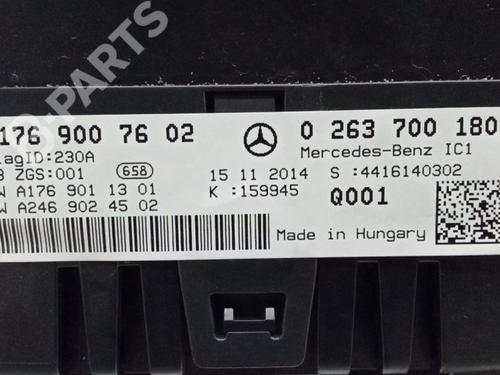 176 900 76 02
0 263 700 180
iagID:230A
Mercedes-Benz IC1
ZGS:001
658
15 11 2014
S :4416140302
W A176 901 13 01
K :159945
Q001
W A246 902 45 02
Made in Hungary
B-PARTS